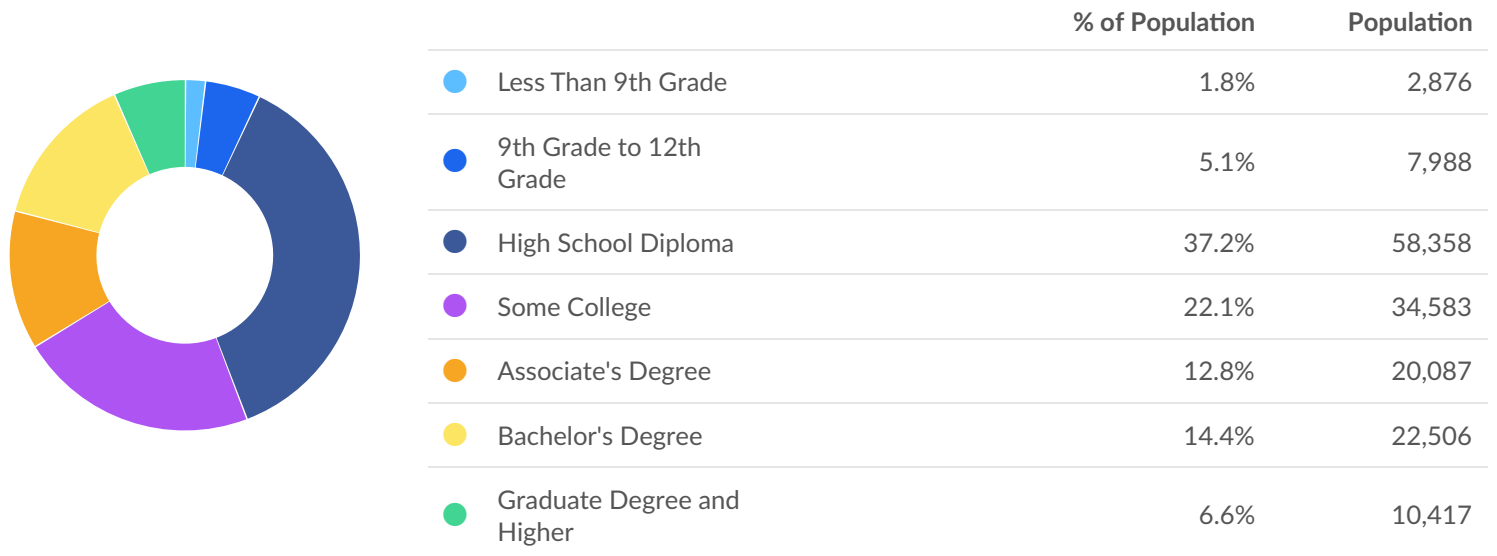 % of Population Population
Less Than 9th Grade 1.8% 2,876
9th Grade to 12th
Grade 5.1% 7,988
High School Diploma 37.2% 58,358
Some College 22.1% 34,583
Associate's Degree 12.8% 20,087
Bachelor's Degree 14.4% 22,506
Graduate Degree and
Higher 6.6% 10,417